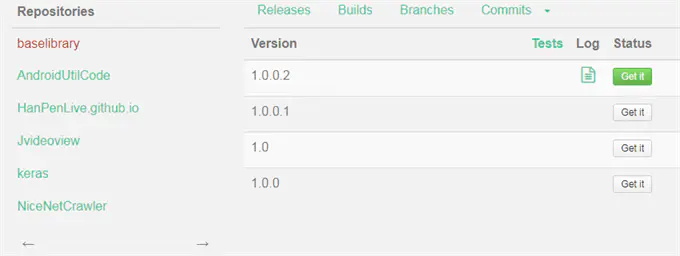 Repositories
baselibrary
AndroidUtilCode
HanPenLive.github.io
Jvideoview
keras
NiceNetCrawler
← →
Releases Builds Branches Commits
Version Tests Log Status
1.0.0.2 Get it
1.0.0.1 Get it
1.0 Get it
1.0.0 Get it